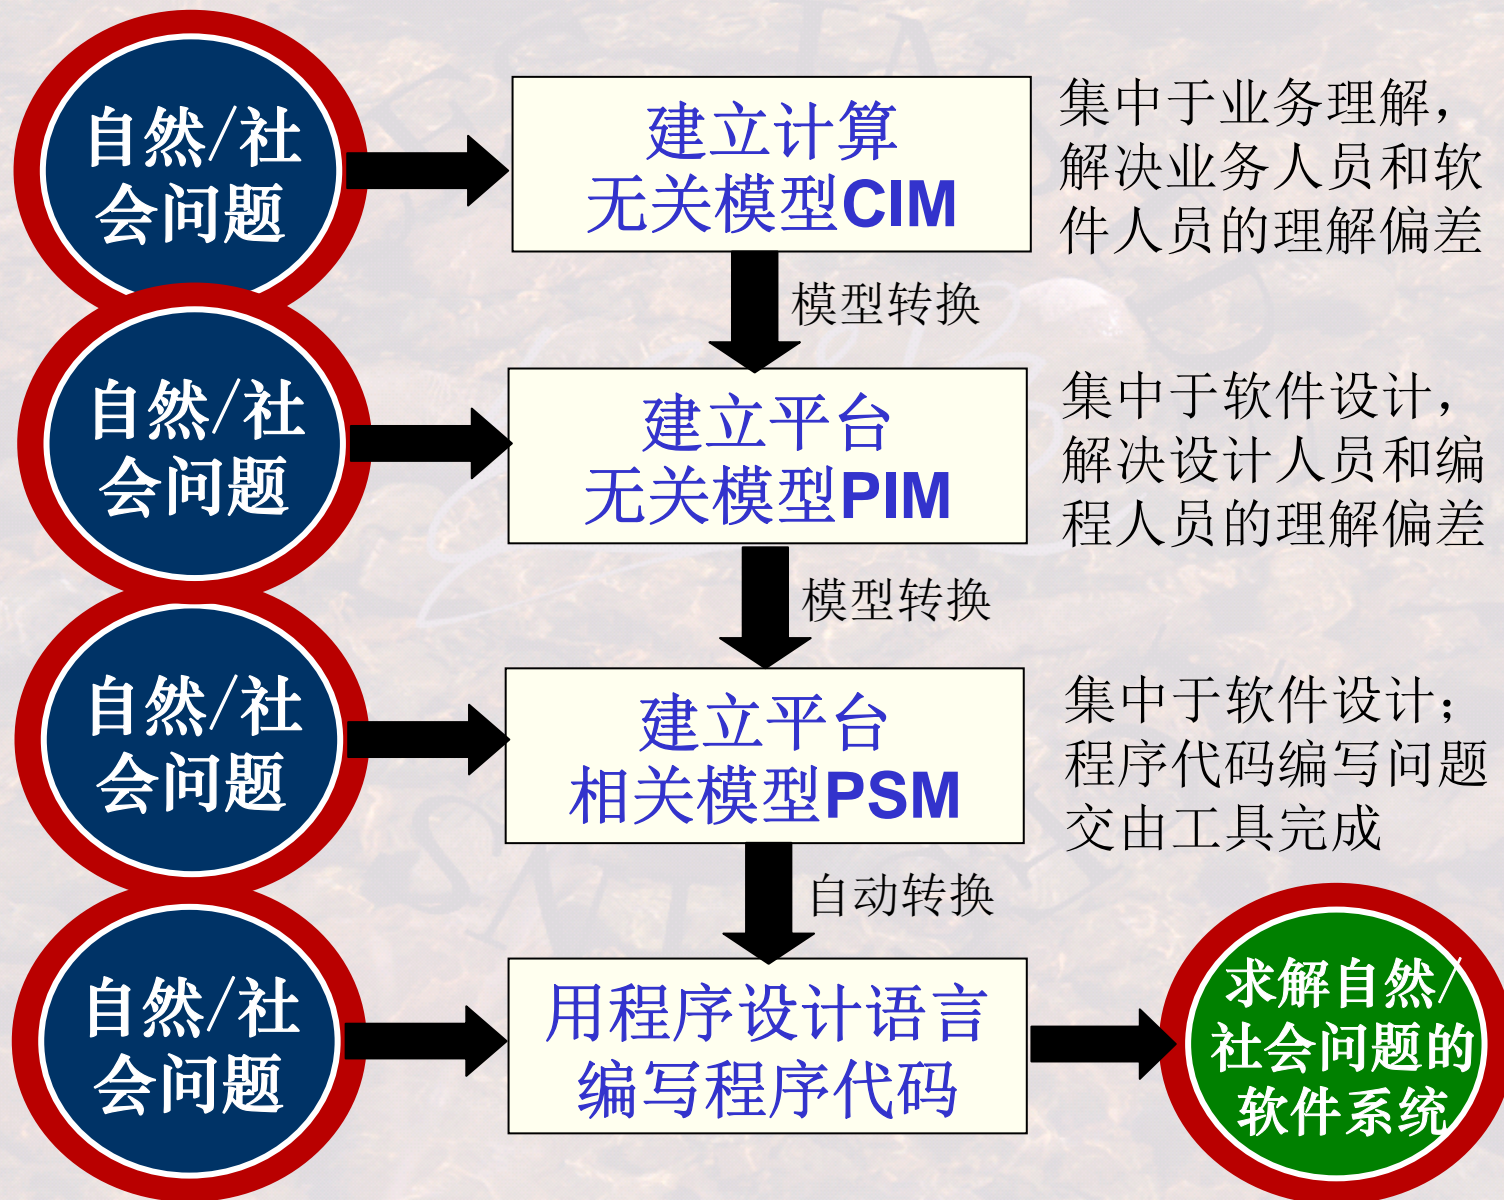 自然/社
会问题
建立计算
无关模型CIM
集中于业务理解，
解决业务人员和软
件人员的理解偏差
模型转换
自然/社
会问题
建立平台
无关模型PIM
集中于软件设计，
解决设计人员和编
程人员的理解偏差
模型转换
自然/社
会问题
建立平台
相关模型PSM
集中于软件设计；
程序代码编写问题
交由工具完成
自动转换
自然/社
会问题
用程序设计语言
编写程序代码
求解自然/
社会问题的
软件系统